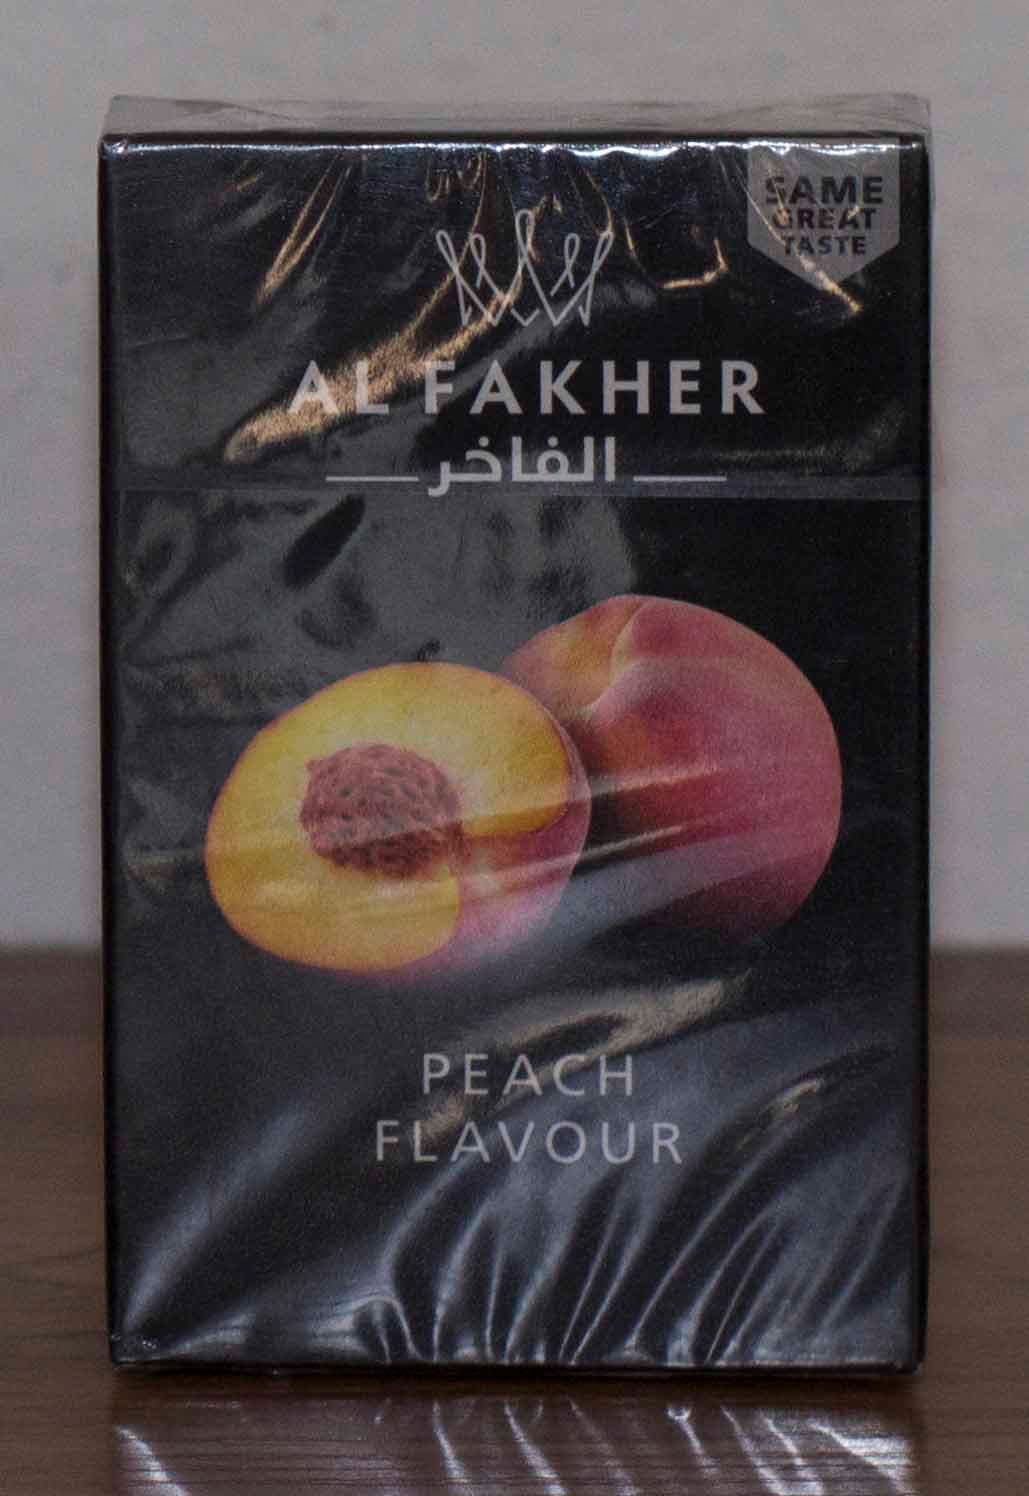 SAME
GREAT
TASTE
AL FAKHER
الفاخر
PEACH
FLAVOUR